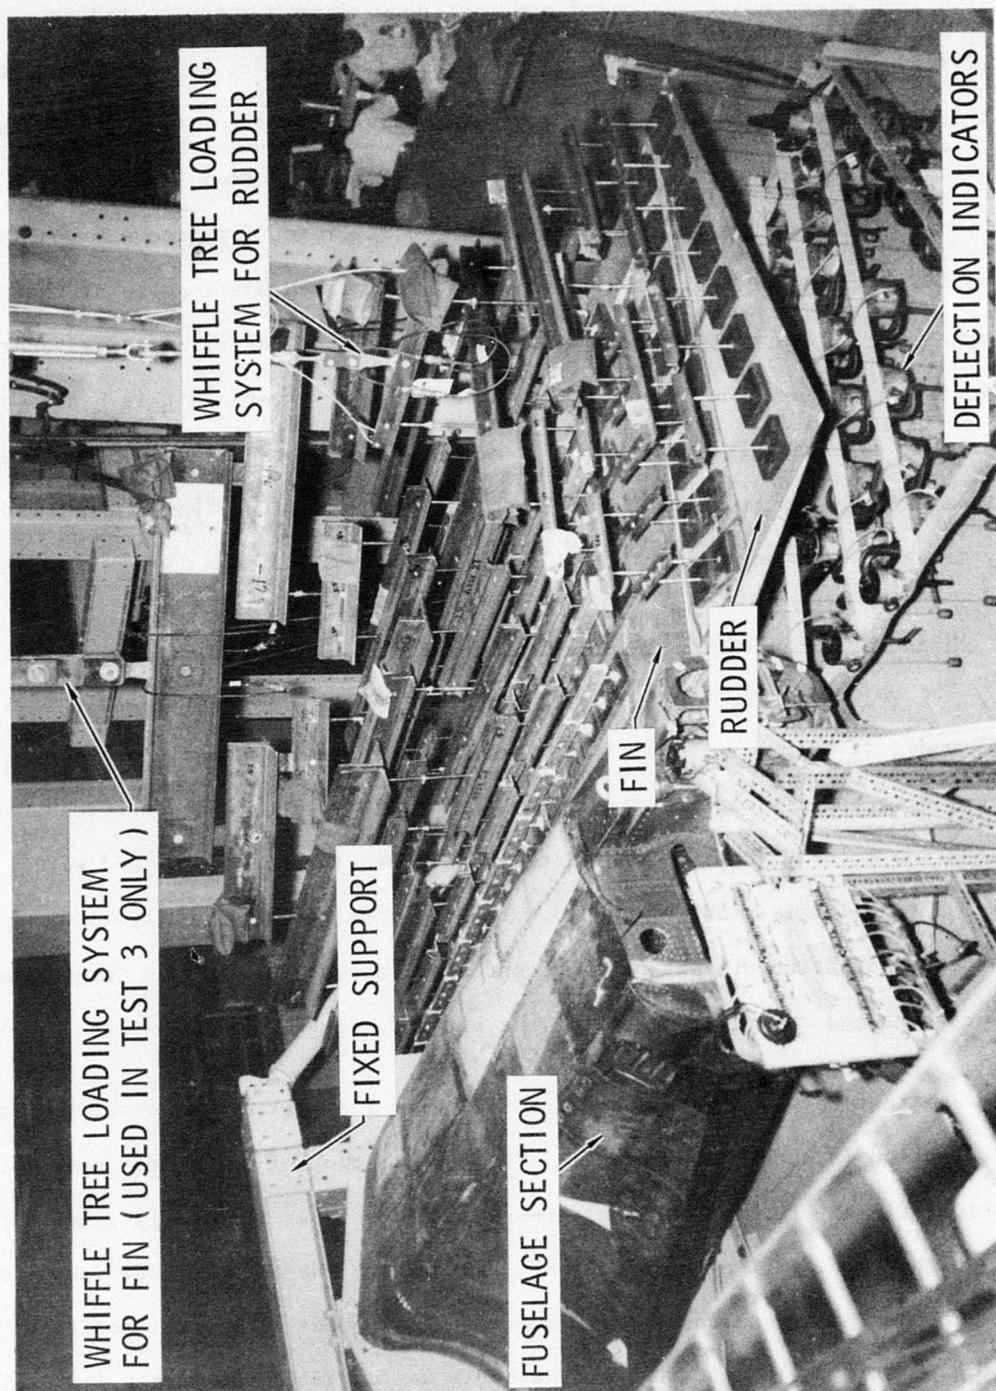 WHIFFLE TREE LOADING SYSTEM
FOR FIN (USED IN TEST 3 ONLY)
WHIFFLE TREE LOADING
SYSTEM FOR RUDDER
FIXED SUPPORT
FUSELAGE SECTION
FIN
RUDDER
DEFLECTION INDICATORS